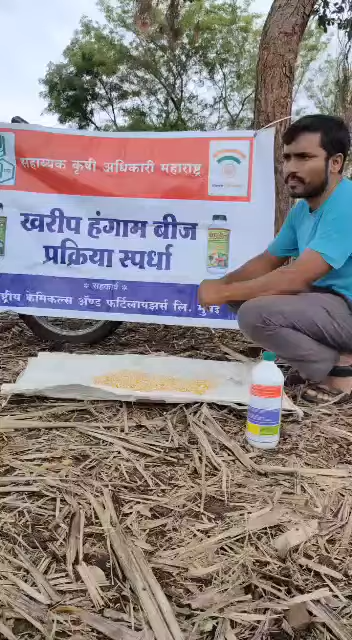 सहाय्यक कृषी अधिकारी महाराष्ट्र
खरीप हंगाम बीज
प्रक्रिया स्पर्धा
* सहकार्य *
ष्ट्रीय केमिकल्स अ‍ॅण्ड फर्टिलायझर्स लि.